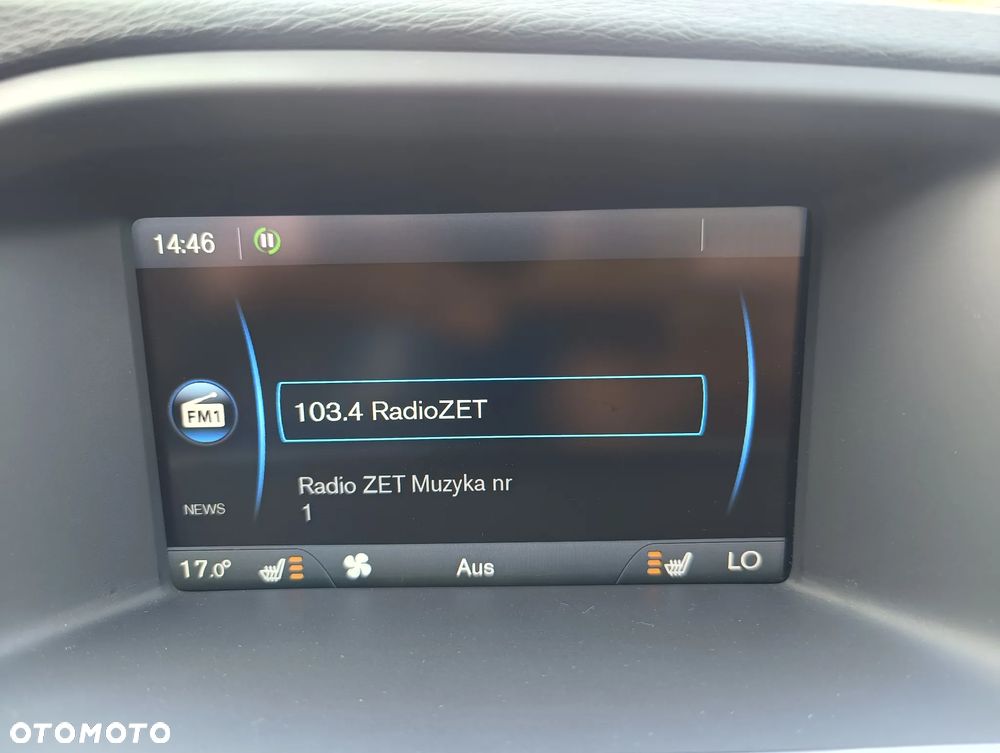 14:46
FM1
103.4 RadioZET
Radio ZET Muzyka nr
1
NEWS
17.0° Aus LO
OTOMOTO